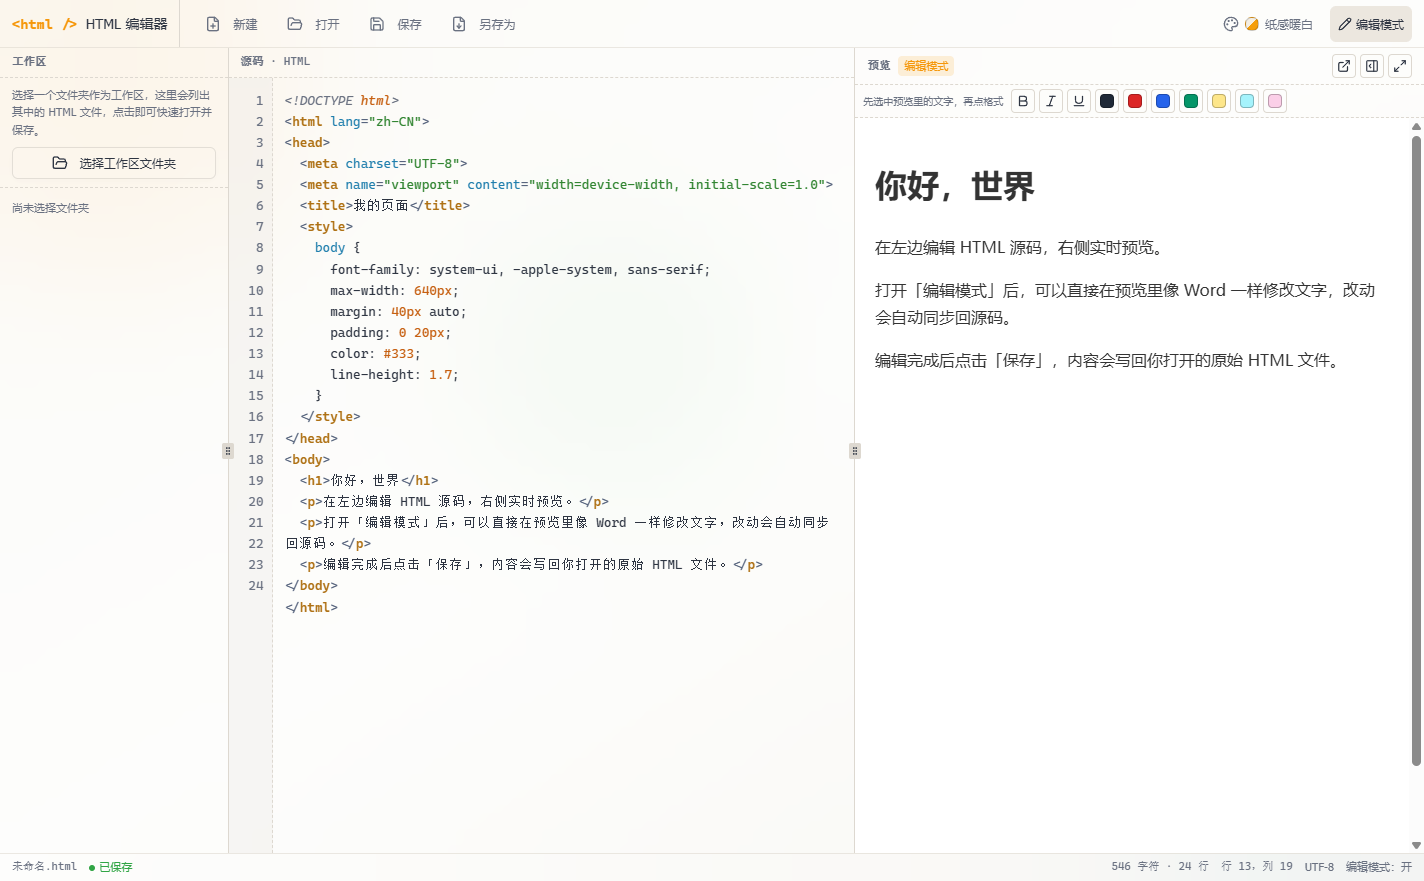 <html /> HTML 编辑器
新建
打开
保存
另存为
纸感暖白
编辑模式
工作区
选择一个文件夹作为工作区，这里会列出
其中的 HTML 文件，点击即可快速打开并
保存。
选择工作区文件夹
尚未选择文件夹
源码 · HTML
1 <!DOCTYPE html>
2 <html lang="zh-CN">
3 <head>
4   <meta charset="UTF-8">
5   <meta name="viewport" content="width=device-width, initial-scale=1.0">
6   <title>我的页面</title>
7   <style>
8     body {
9       font-family: system-ui, -apple-system, sans-serif;
10       max-width: 640px;
11       margin: 40px auto;
12       padding: 0 20px;
13       color: #333;
14       line-height: 1.7;
15     }
16   </style>
17 </head>
18 <body>
19   <h1>你好，世界</h1>
20   <p>在左边编辑 HTML 源码，右侧实时预览。</p>
21   <p>打开「编辑模式」后，可以直接在预览里像 Word 一样修改文字，改动会自动同步
22 回源码。</p>
23   <p>编辑完成后点击「保存」，内容会写回你打开的原始 HTML 文件。</p>
24 </body>
</html>
预览 编辑模式
先选中预览里的文字，再点格式 B I U
你好，世界
在左边编辑 HTML 源码，右侧实时预览。
打开「编辑模式」后，可以直接在预览里像 Word 一样修改文字，改动
会自动同步回源码。
编辑完成后点击「保存」，内容会写回你打开的原始 HTML 文件。
未命名.html
已保存
546 字符 · 24 行
行 13，列 19
UTF-8
编辑模式：开